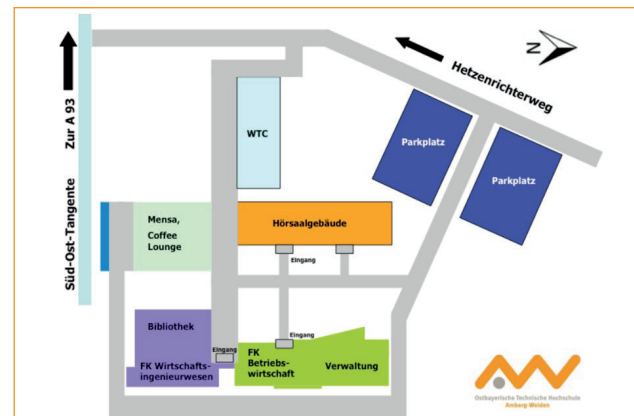 Süd-Ost-Tangente Zur A 93
N
Hetzenrichterweg
WTC
Parkplatz
Parkplatz
Mensa,
Coffee
Lounge
Hörsaalgebäude
Eingang
Bibliothek
Eingang
Eingang
FK Wirtschafts-
ingenieurwesen
FK
Betriebs-
wirtschaft
Verwaltung
Ostbayerische Technische Hochschule
Amberg-Weiden